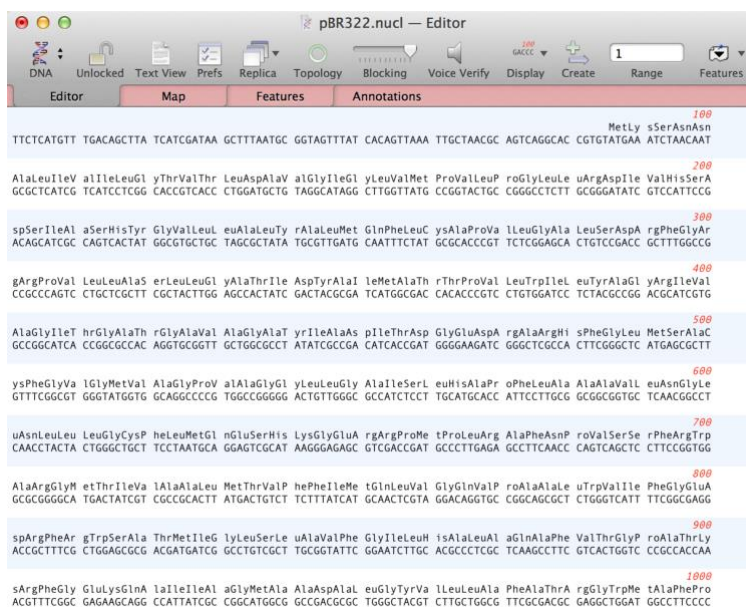 pBR322.nucl — Editor
100
GACCC
1
DNA Unlocked Text View Prefs Replica Topology Blocking Voice Verify Display Create Range Features
Editor Map Features Annotations
100
MetLy sSerAsnAsn
TTCTCATGTT TGACAGCTTA TCATCGATAA GCTTTAATGC GGTAGTTTAT CACAGTTAAA TTGCTAACGC AGTCAGGCAC CGTGTATGAA ATCTAACAAT
200
AlaLeuIleV alIleLeuGl yThrValThr LeuAspAlaV alGlyIleGl yLeuValMet ProValLeuP roGlyLeuLe uArgAspIle ValHisSerA
GCGCTCATCG TCATCCTCGG CACCGTCACC CTGGATGCTG TAGGCATAGG CTTGGTTATG CCGGTACTGC CGGGCCTCTT GCGGGATATC GTCCATTCCG
300
spSerIleAl aSerHisTyr GlyValLeuL euAlaLeuTy rAlaLeuMet GlnPheLeuC ysAlaProVa lLeuGlyAla LeuSerAspA rgPheGlyAr
ACAGCATCGC CAGTCACTAT GGCGTGCTGC TAGCGCTATA TGCGTTGATG CAATTTCTAT GCGCACCCGT TCTCGGAGCA CTGTCCGACC GCTTTGGCCG
400
gArgProVal LeuLeuAlaS erLeuLeuGl yAlaThrIle AspTyrAlaI leMetAlaTh rThrProVal LeuTrpIleL euTyrAlaGl yArgIleVal
CCGCCCAGTC CTGCTCGCTT CGCTACTTGG AGCCACTATC GACTACGCGA TCATGGCGAC CACACCCGTC CTGTGGATCC TCTACGCCGG ACGCATCGTG
500
AlaGlyIleT hrGlyAlaTh rGlyAlaVal AlaGlyAlaT yrIleAlaAs pIleThrAsp GlyGluAspA rgAlaArgHi sPheGlyLeu MetSerAlaC
GCCGGCATCA CCGGCGCCAC AGGTGCGGTT GCTGGCGCCT ATATCGCCGA CATCACCGAT GGGGAAGATC GGGCTCGCCA CTTCGGGCTC ATGAGCGCTT
600
ysPheGlyVa lGlyMetVal AlaGlyProV alAlaGlyGl yLeuLeuGly AlaIleSerL euHisAlaPr oPheLeuAla AlaAlaValL euAsnGlyLe
GTTTCGGCGT GGGTATGGTG GCAGGCCCCG TGGCCGGGGG ACTGTTGGGC GCCATCTCCT TGCATGCACC ATTCCTTGCG GCGGCGGTGC TCAACGGCCT
700
uAsnLeuLeu LeuGlyCysP heLeuMetGl nGluSerHis LysGlyGluA rgArgProMe tProLeuArg AlaPheAsnP roValSerSe rPheArgTrp
CAACCTACTA CTGGGCTGCT TCCTAATGCA GGAGTCGCAT AAGGGAGAGC GTCGACCGAT GCCCTTGAGA GCCTTCAACC CAGTCAGCTC CTTCCGGTGG
800
AlaArgGlyM etThrIleVa lAlaAlaLeu MetThrValP hePheIleMe tGlnLeuVal GlyGlnValP roAlaAlaLe uTrpValIle PheGlyGluA
GCGCGGGGCA TGACTATCGT CGCCGCACTT ATGACTGTCT TCTTTATCAT GCAACTCGTA GGACAGGTGC CGGCAGCGCT CTGGGTCATT TTCGGCGAGG
900
spArgPheAr gTrpSerAla ThrMetIleG lyLeuSerLe uAlaValPhe GlyIleLeuH isAlaLeuAl aGlnAlaPhe ValThrGlyP roAlaThrLy
ACCGCTTTCG CTGGAGCGCG ACGATGATCG GCCTGTCGCT TGCGGTATTC GGAATCTTGC ACGCCCTCGC TCAAGCCTTC GTCACTGGTC CCGCCACCAA
1000
sArgPheGly GluLysGlnA laIleIleAl aGlyMetAla AlaAspAlaL euGlyTyrVa lLeuLeuAla PheAlaThrA rgGlyTrpMe tAlaPhePro
ACGTTTCGGC GAGAAGCAGG CCATTATCGC CGGCATGGCG GCCGACGCGC TGGGCTACGT CTTGCTGGCG TTCGCGACGC GAGGCTGGAT GGCCTTCCCC